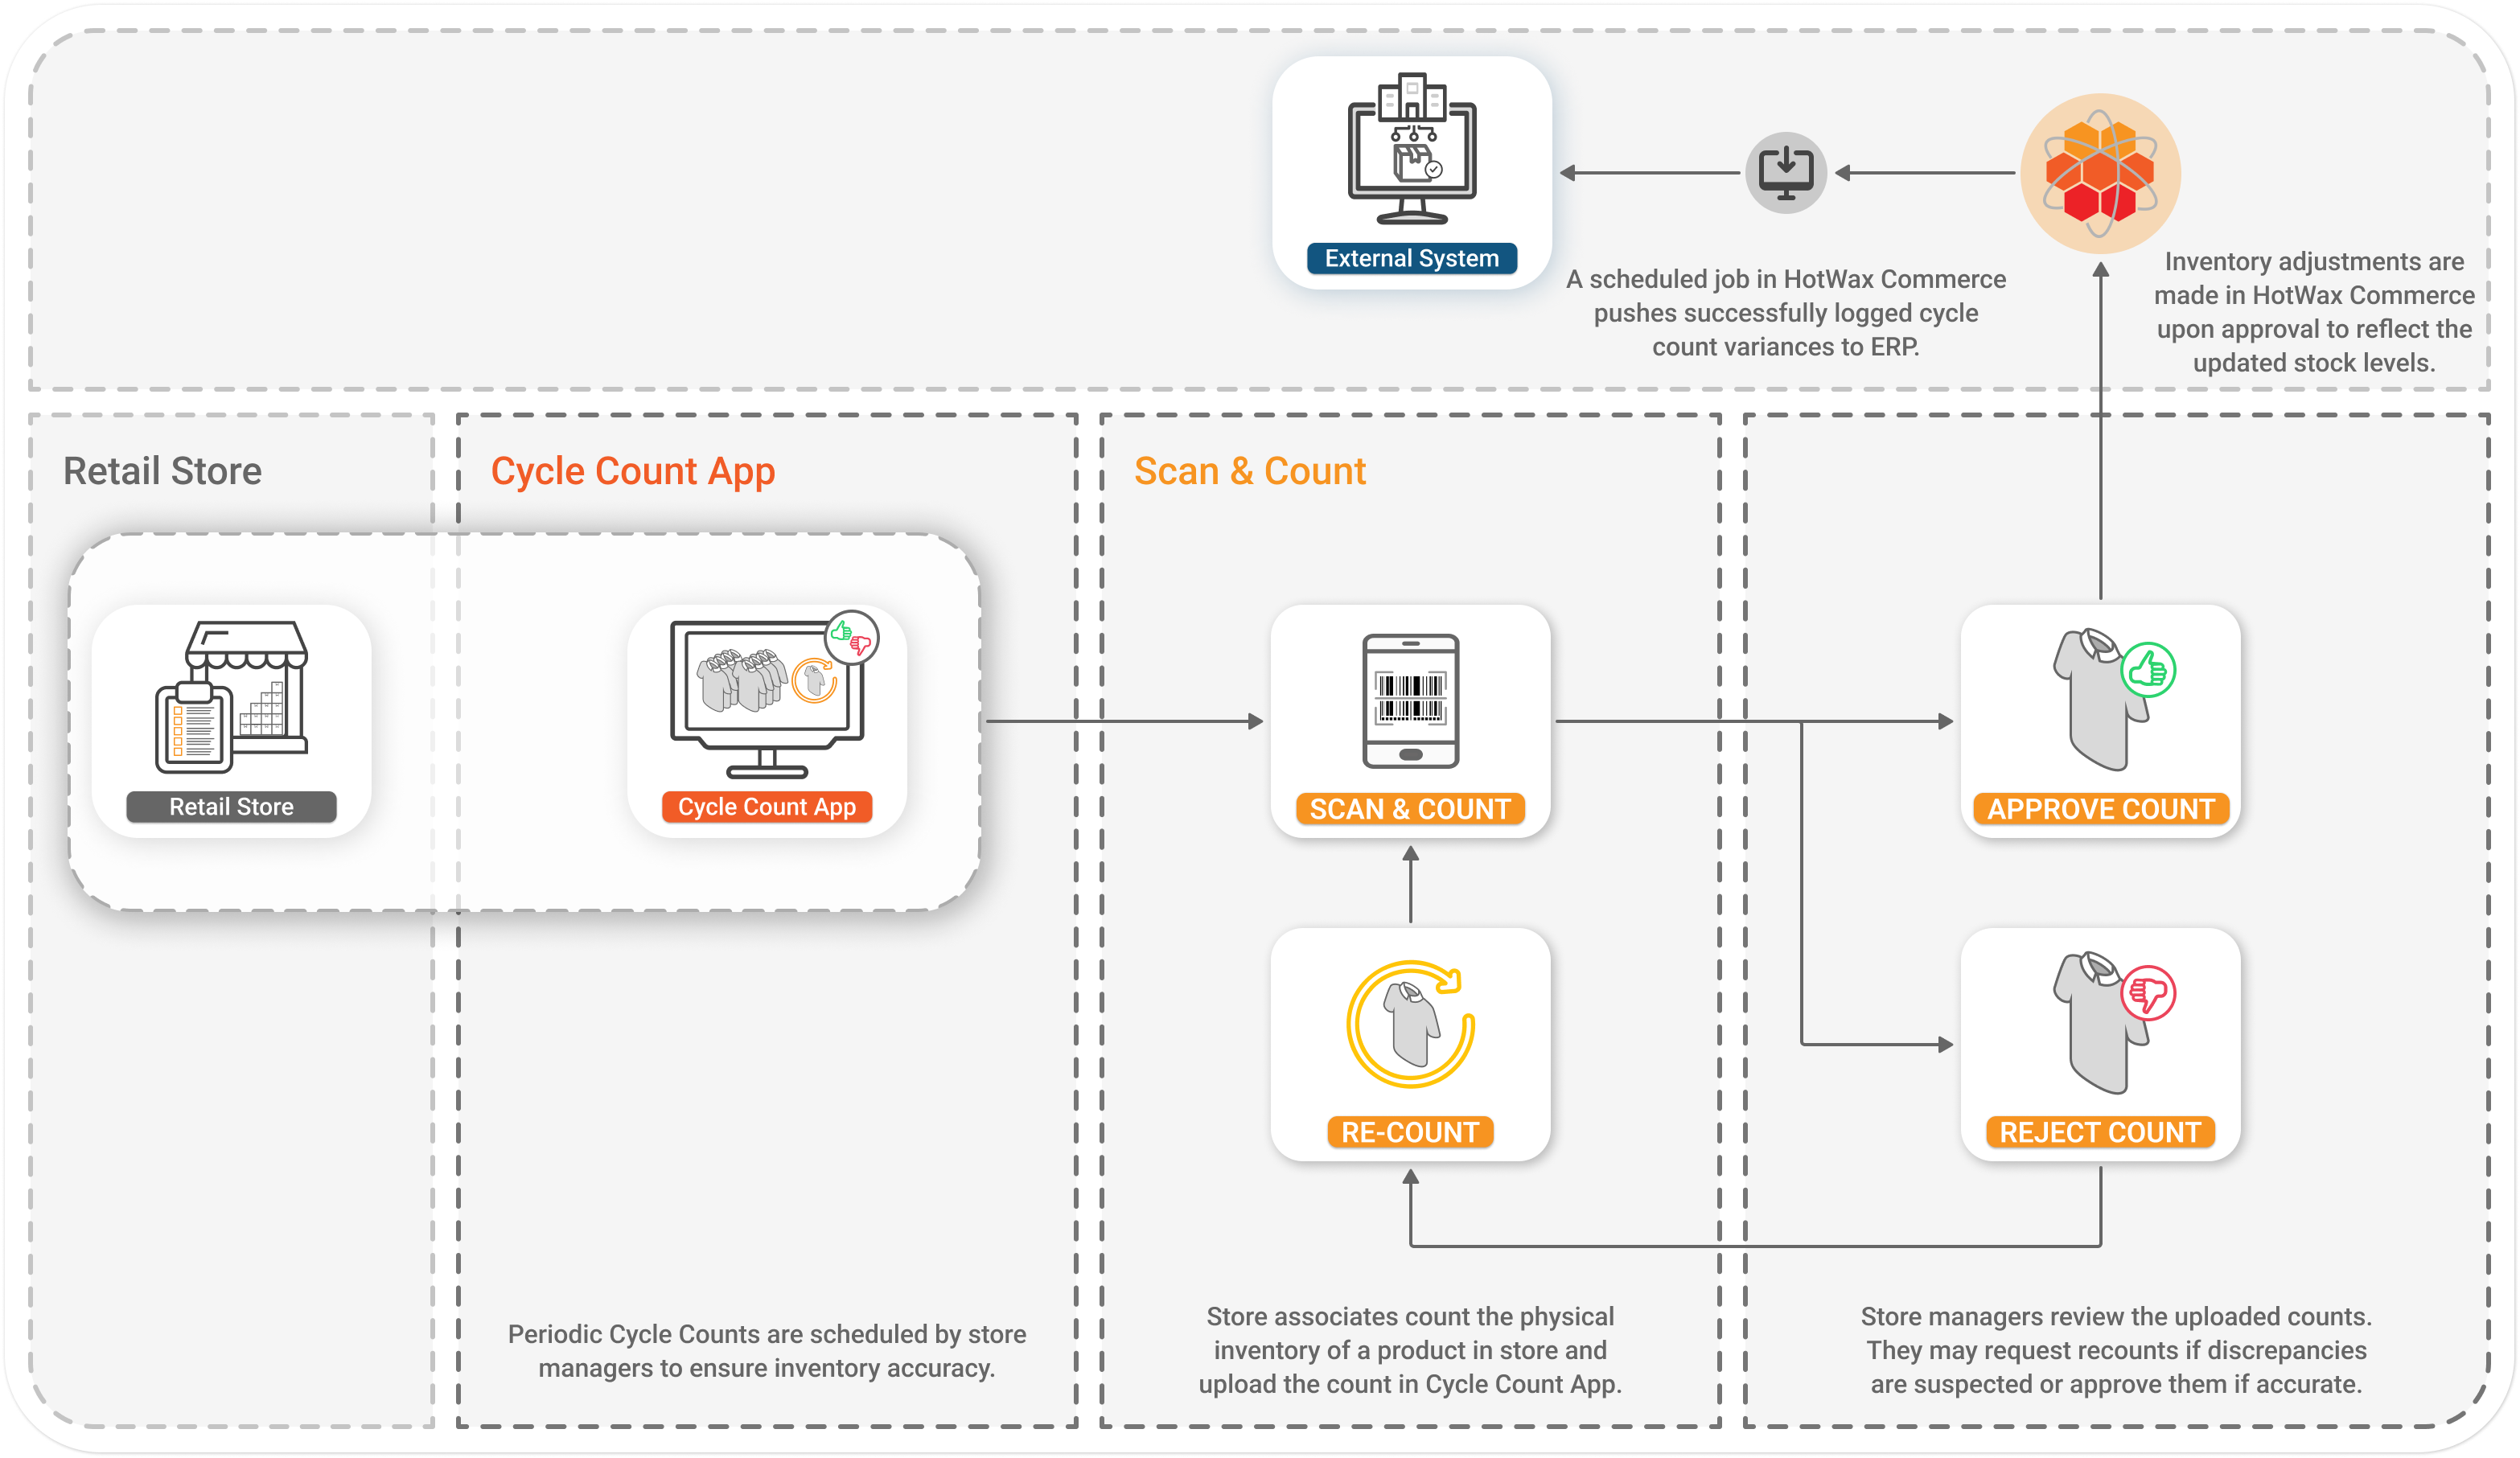 External System
A scheduled job in HotWax Commerce
pushes successfully logged cycle
count variances to ERP.
Inventory adjustments are
made in HotWax Commerce
upon approval to reflect the
updated stock levels.
Retail Store
Cycle Count App
Scan & Count
Retail Store
Cycle Count App
SCAN & COUNT
APPROVE COUNT
RE-COUNT
REJECT COUNT
Periodic Cycle Counts are scheduled by store
managers to ensure inventory accuracy.
Store associates count the physical
inventory of a product in store and
upload the count in Cycle Count App.
Store managers review the uploaded counts.
They may request recounts if discrepancies
are suspected or approve them if accurate.